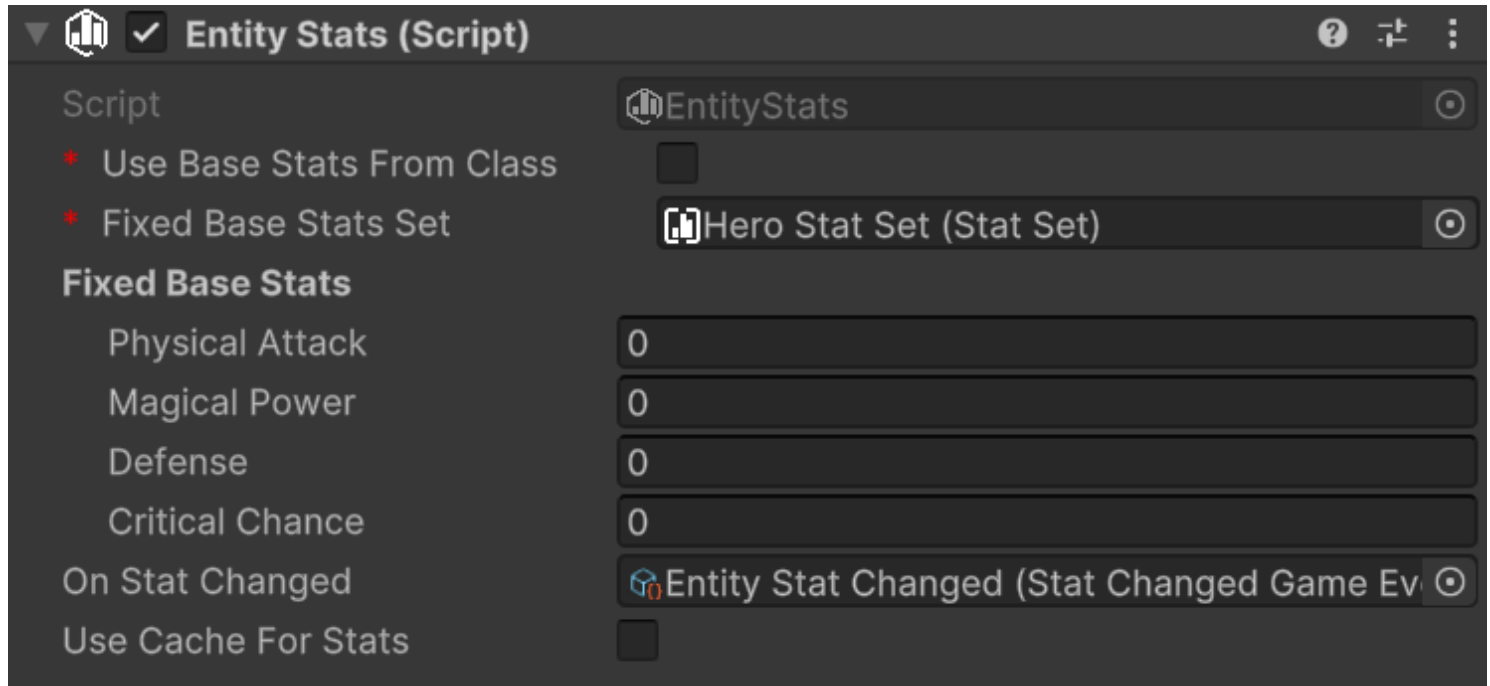 Entity Stats (Script)
Script EntityStats
* Use Base Stats From Class
* Fixed Base Stats Set Hero Stat Set (Stat Set)
Fixed Base Stats
Physical Attack 0
Magical Power 0
Defense 0
Critical Chance 0
On Stat Changed Entity Stat Changed (Stat Changed Game Ev
Use Cache For Stats